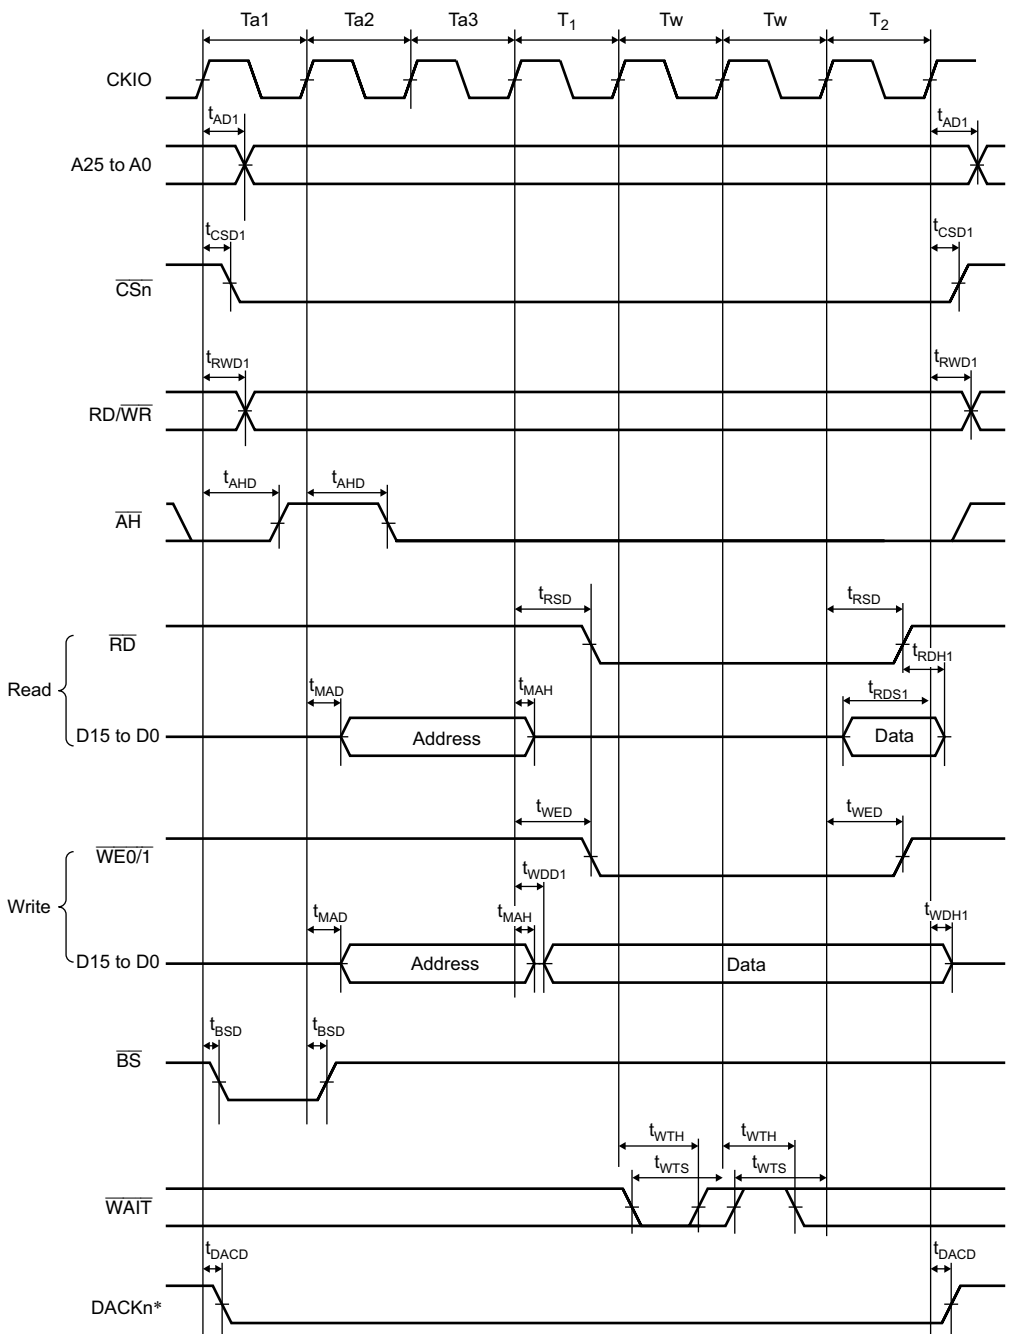 Ta1 Ta2 Ta3 T1 Tw Tw T2
CKIO
tAD1 tAD1
A25 to A0
tCSD1 tCSD1
CSn
tRWD1 tRWD1
RD/WR
tAHD tAHD
AH
tRSD tRSD
RD
tRDH1
Read
tMAD tMAH tRDS1
D15 to D0 Address Data
tWED tWED
WE0/1
tWDD1
Write
tMAD tMAH tWDH1
D15 to D0 Address Data
tBSD tBSD
BS
tWTH tWTH
tWTS tWTS
WAIT
tDACD tDACD
DACKn*